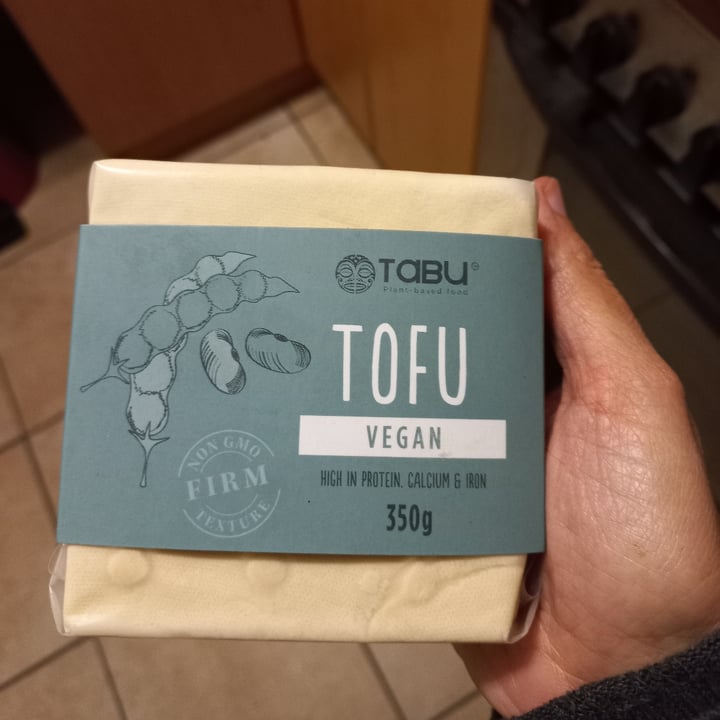 TABU
Plant-based food
TOFU
VEGAN
HIGH IN PROTEIN, CALCIUM & IRON
350g
NON GMO
FIRM
TEXTURE